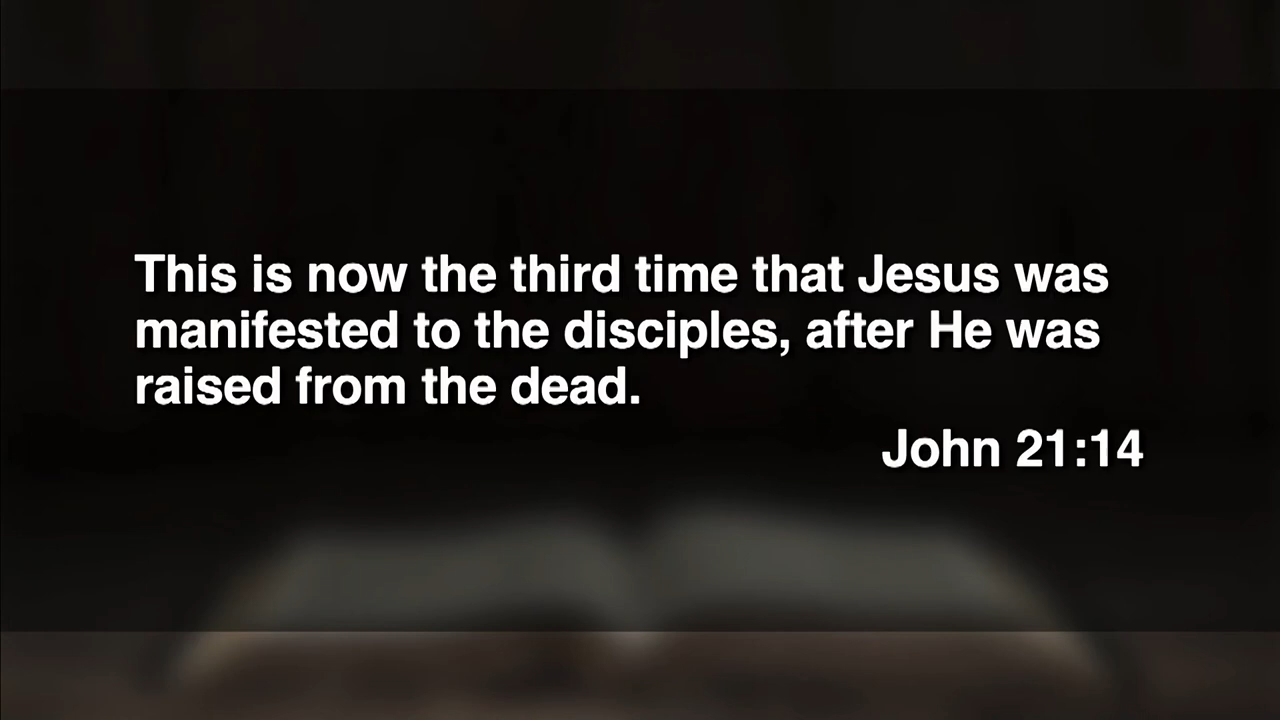 This is now the third time that Jesus was
manifested to the disciples, after He was
raised from the dead.
John 21:14